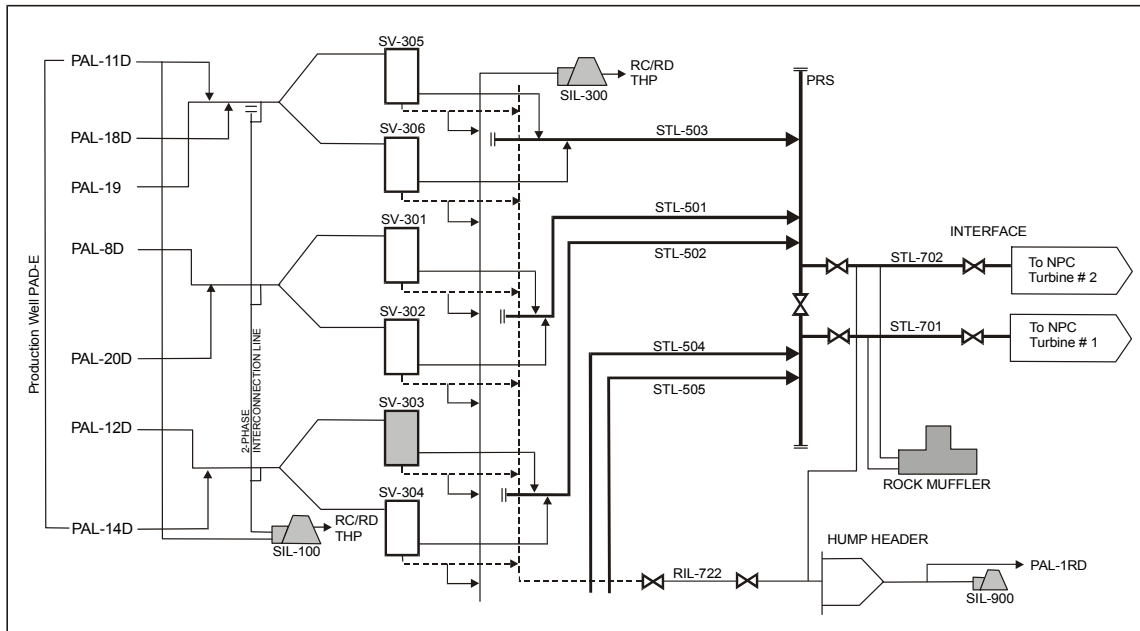 SV-305
PAL-11D
SIL-300
RC/RD
THP
PRS
PAL-18D
SV-306
STL-503
PAL-19
Production Well PAD-E
PAL-8D
SV-301
STL-501
STL-502
INTERFACE
STL-702
To NPC
Turbine # 2
SV-302
STL-701
To NPC
Turbine # 1
PAL-20D
STL-504
STL-505
2-PHASE
INTERCONNECTION LINE
PAL-12D
SV-303
ROCK MUFFLER
SV-304
PAL-14D
RC/RD
THP
SIL-100
HUMP HEADER
RIL-722
PAL-1RD
SIL-900